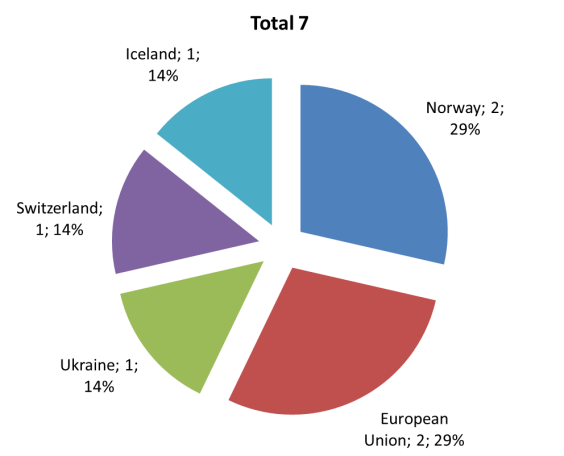 Total 7
Iceland; 1;
14%
Norway; 2;
29%
Switzerland;
1; 14%
Ukraine; 1;
14%
European
Union; 2; 29%